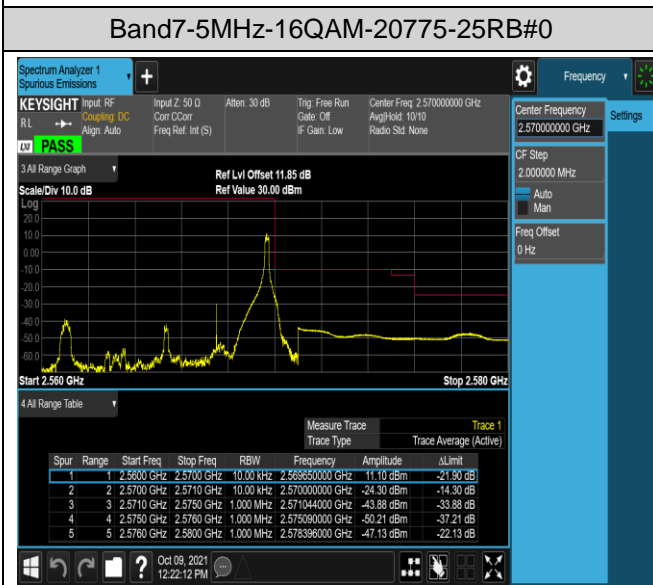 Band7-5MHz-16QAM-20775-25RB#0
Spectrum Analyzer 1
Spurious Emissions
+
Frequency
KEYSIGHT Input: RF Input Z: 50 Ω Atten: 30 dB Trig: Free Run Center Freq: 2.570000000 GHz
R L Coupling: DC Corr CCorr Gate: Off Avg|Hold: 10/10
Align: Auto Freq Ref: Int (S) IF Gain: Low Radio Std: None
LXI PASS
Center Frequency
2.570000000 GHz
Settings
CF Step
2.000000 MHz
Auto
Man
Freq Offset
0 Hz
3 All Range Graph
Ref Lvl Offset 11.85 dB
Scale/Div 10.0 dB Ref Value 30.00 dBm
Log
20.0
10.0
0.00
-10.0
-20.0
-30.0
-40.0
-50.0
-60.0
Start 2.560 GHz Stop 2.580 GHz
4 All Range Table
Measure Trace Trace 1
Trace Type Trace Average (Active)
Spur Range Start Freq Stop Freq RBW Frequency Amplitude ΔLimit
1 1 2.5600 GHz 2.5700 GHz 10.00 kHz 2.569650000 GHz 11.10 dBm -21.90 dB
2 2 2.5700 GHz 2.5710 GHz 10.00 kHz 2.570000000 GHz -24.30 dBm -14.30 dB
3 3 2.5710 GHz 2.5750 GHz 1.000 MHz 2.571044000 GHz -43.88 dBm -33.88 dB
4 4 2.5750 GHz 2.5760 GHz 1.000 MHz 2.575090000 GHz -50.21 dBm -37.21 dB
5 5 2.5760 GHz 2.5800 GHz 1.000 MHz 2.578396000 GHz -47.13 dBm -22.13 dB
? Oct 09, 2021
12:22:12 PM